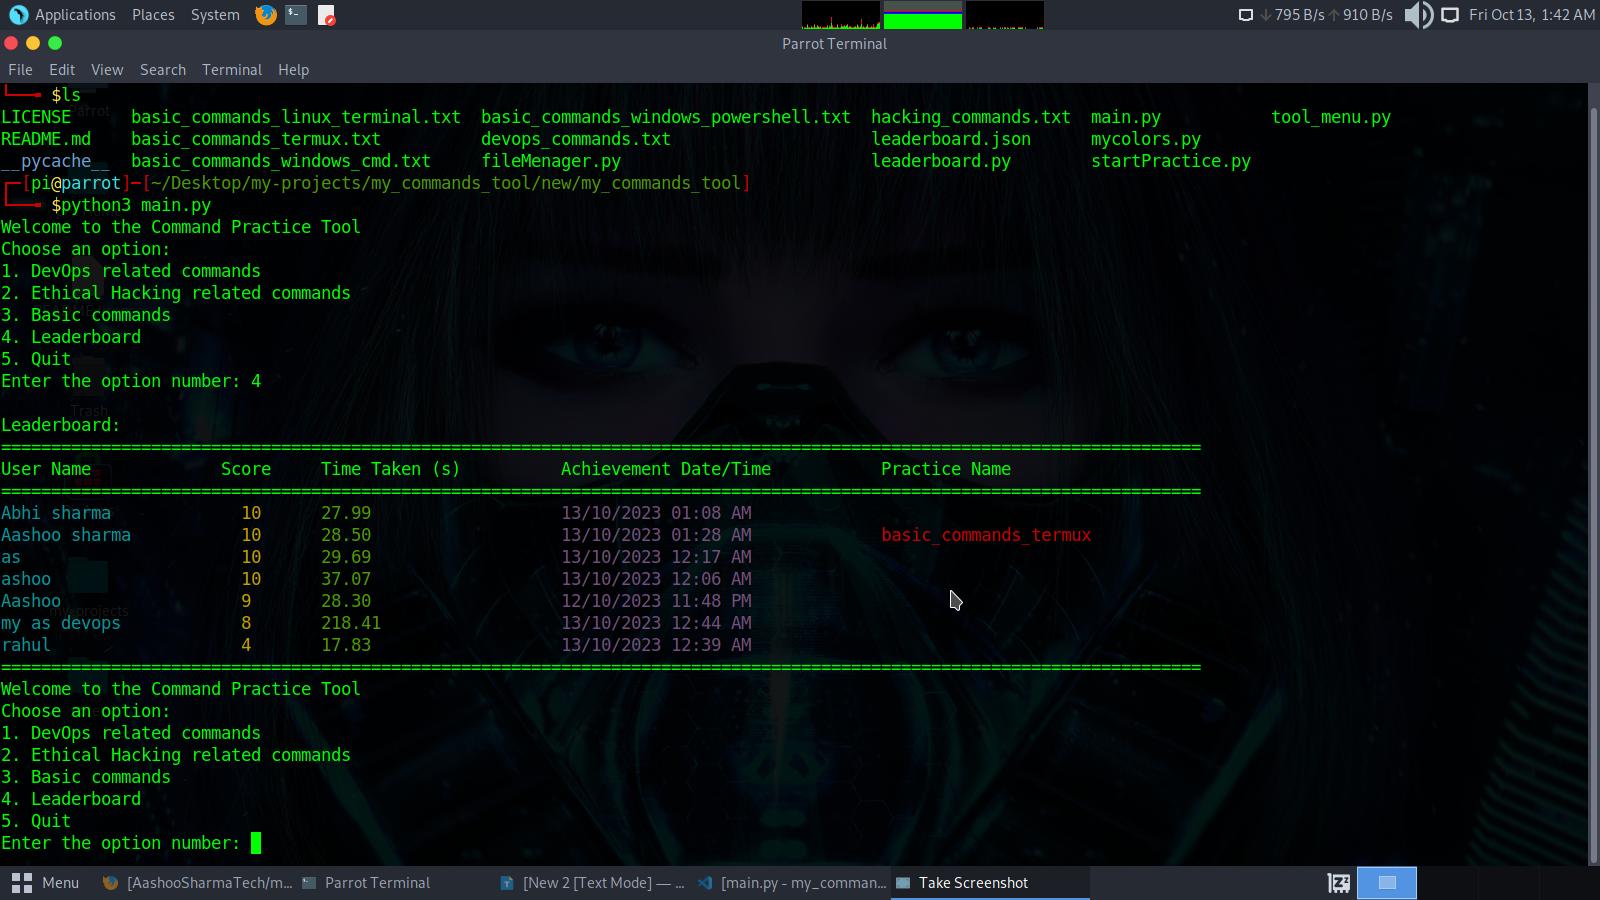 Applications Places System 795 B/s 910 B/s Fri Oct 13, 1:42 AM
Parrot Terminal
File Edit View Search Terminal Help
$ls
LICENSE basic_commands_linux_terminal.txt basic_commands_windows_powershell.txt hacking_commands.txt main.py tool_menu.py
README.md basic_commands_termux.txt devops_commands.txt leaderboard.json mycolors.py
__pycache__ basic_commands_windows_cmd.txt fileMenager.py leaderboard.py startPractice.py
┌─[pi@parrot]─[~/Desktop/my-projects/my_commands_tool/new/my_commands_tool]
└──╼ $python3 main.py
Welcome to the Command Practice Tool
Choose an option:
1. DevOps related commands
2. Ethical Hacking related commands
3. Basic commands
4. Leaderboard
5. Quit
Enter the option number: 4
Trash
Leaderboard:
========================================================================================================================
User Name Score Time Taken (s) Achievement Date/Time Practice Name
========================================================================================================================
Abhi sharma 10 27.99 13/10/2023 01:08 AM
Aashoo sharma 10 28.50 13/10/2023 01:28 AM basic_commands_termux
as 10 29.69 13/10/2023 12:17 AM
ashoo 10 37.07 13/10/2023 12:06 AM
Aashoo 9 28.30 12/10/2023 11:48 PM
my as devops 8 218.41 13/10/2023 12:44 AM
rahul 4 17.83 13/10/2023 12:39 AM
========================================================================================================================
Welcome to the Command Practice Tool
Choose an option:
1. DevOps related commands
2. Ethical Hacking related commands
3. Basic commands
4. Leaderboard
5. Quit
Enter the option number:
Menu [AashooSharmaTech/m... Parrot Terminal [New 2 [Text Mode] — ... [main.py - my_comman... Take Screenshot